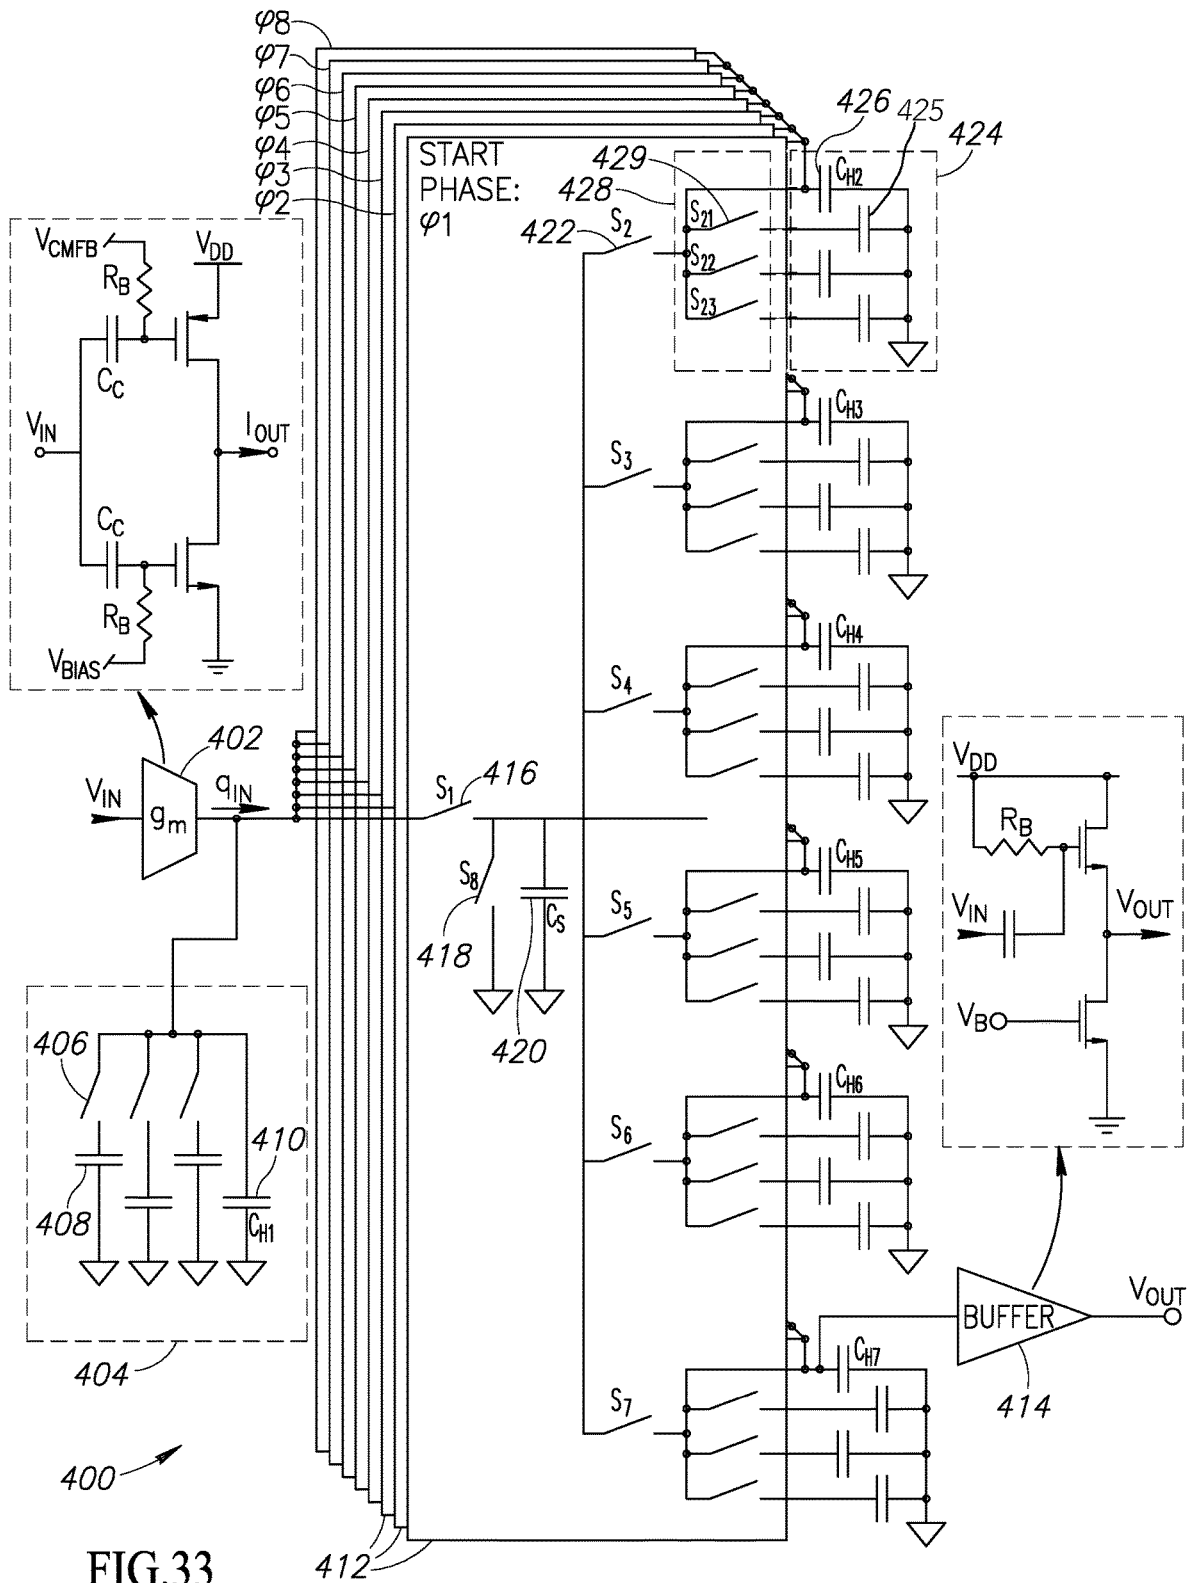 φ8
φ7
φ6
φ5
φ4
φ3
φ2
START
PHASE:
φ1
426
425
424
429
428
422
S2
S21
S22
S23
CH2
VCMFB
RB
VDD
CC
VIN
IOUT
CC
RB
VBIAS
S3
CH3
S4
CH4
402
VIN
gm
qIN
S1
416
S8
418
CS
420
S5
CH5
VDD
RB
VIN
VOUT
VB
406
408
410
CH1
404
S6
CH6
S7
CH7
BUFFER
VOUT
414
400
412
FIG.33